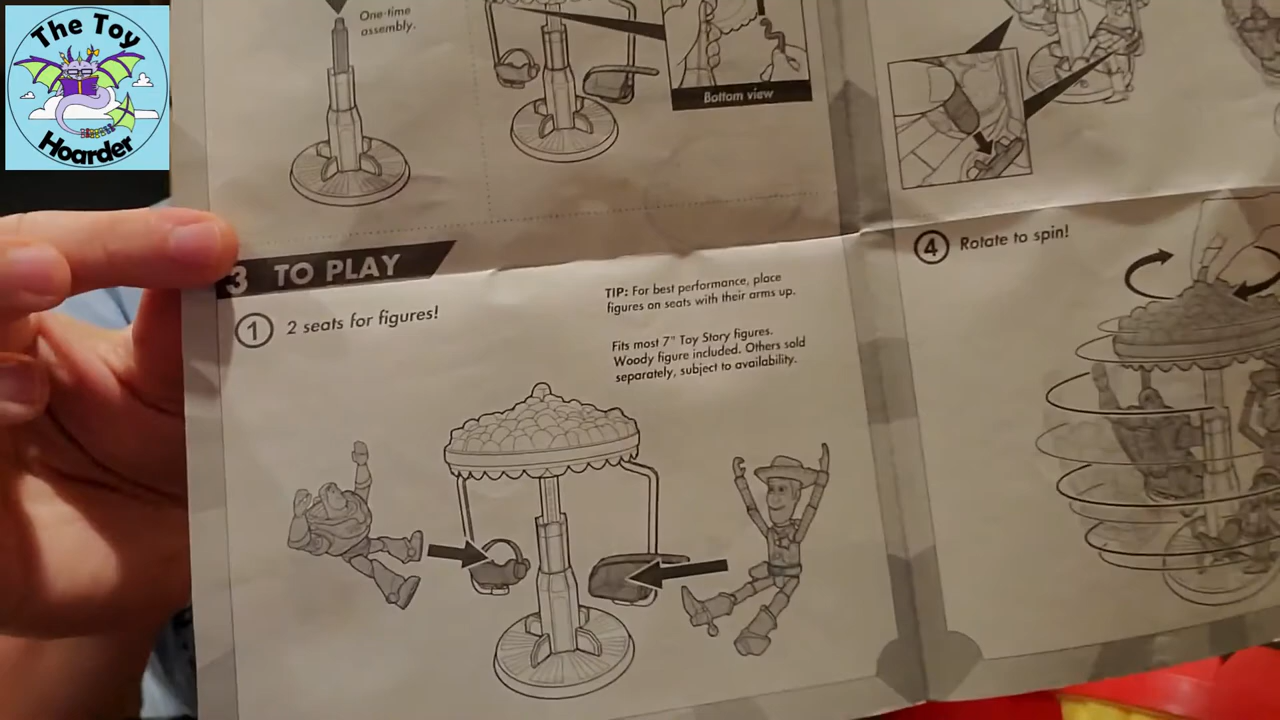 The Toy
Hoarder
One-time
assembly.
Bottom view
3 TO PLAY
1 2 seats for figures!
TIP: For best performance, place
figures on seats with their arms up.
Fits most 7" Toy Story figures.
Woody figure included. Others sold
separately, subject to availability.
4 Rotate to spin!